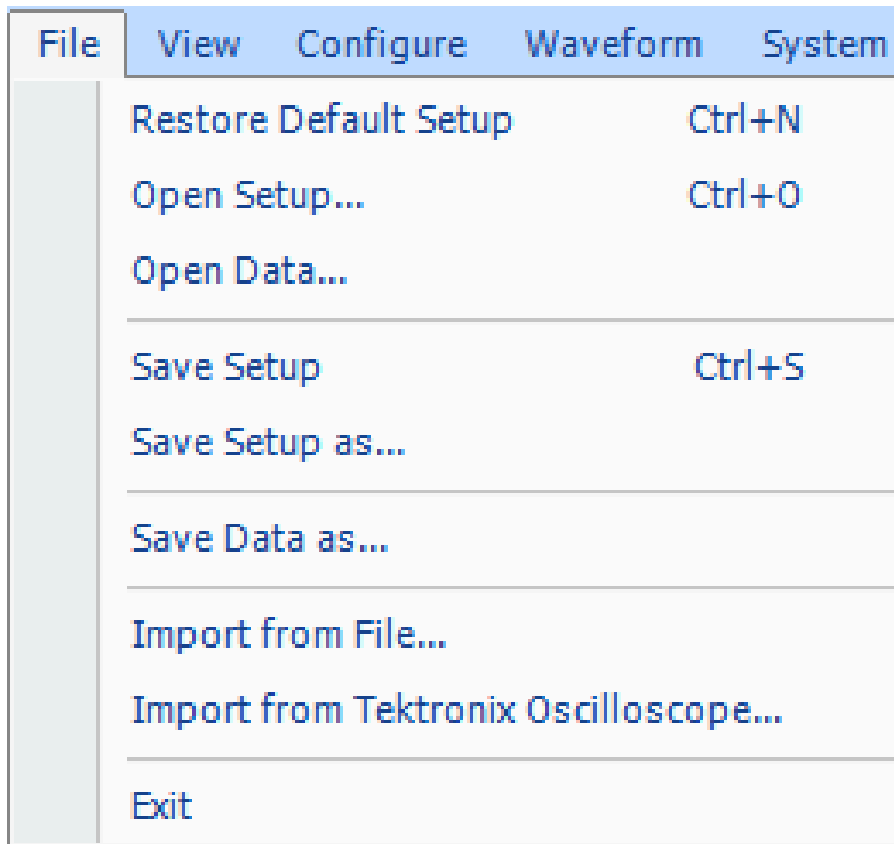 File View Configure Waveform System
Restore Default Setup Ctrl+N
Open Setup... Ctrl+O
Open Data...
Save Setup Ctrl+S
Save Setup as...
Save Data as...
Import from File...
Import from Tektronix Oscilloscope...
Exit